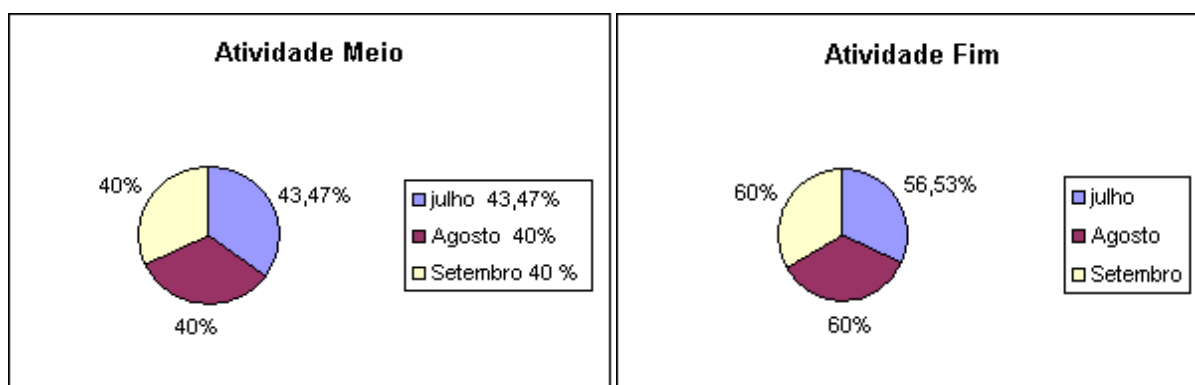 Atividade Meio
40%
43,47%
40%
julho 43,47%
Agosto 40%
Setembro 40 %
Atividade Fim
60%
56,53%
60%
julho
Agosto
Setembro